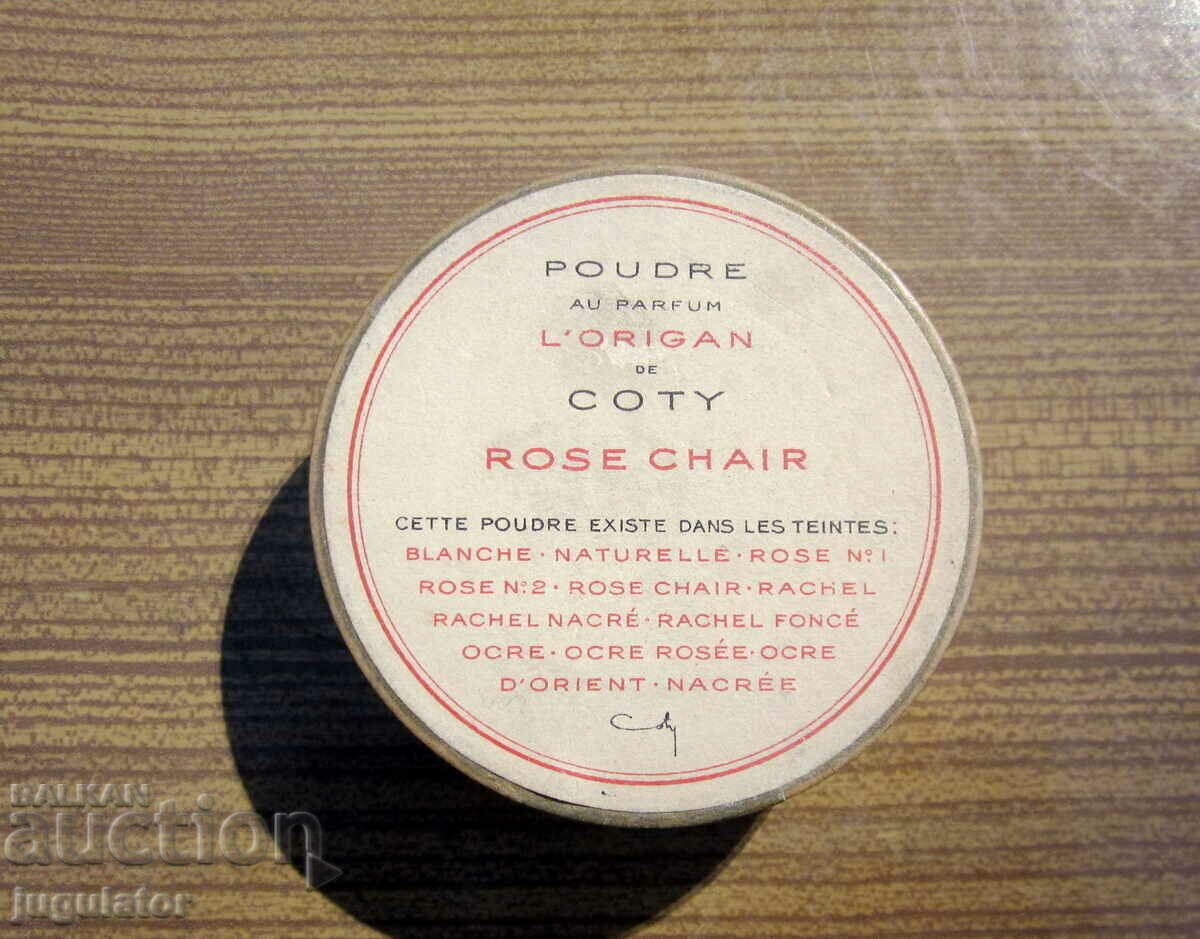 POUDRE
AU PARFUM
L'ORIGAN
DE
COTY
ROSE CHAIR
CETTE POUDRE EXISTE DANS LES TEINTES:
BLANCHE · NATURELLE · ROSE Nº1
ROSE Nº2 · ROSE CHAIR · RACHEL
RACHEL NACRÉ · RACHEL FONCÉ
OCRE · OCRE ROSÉE · OCRE
D'ORIENT · NACRÉE
Coty
BALKAN
auction
jugulator